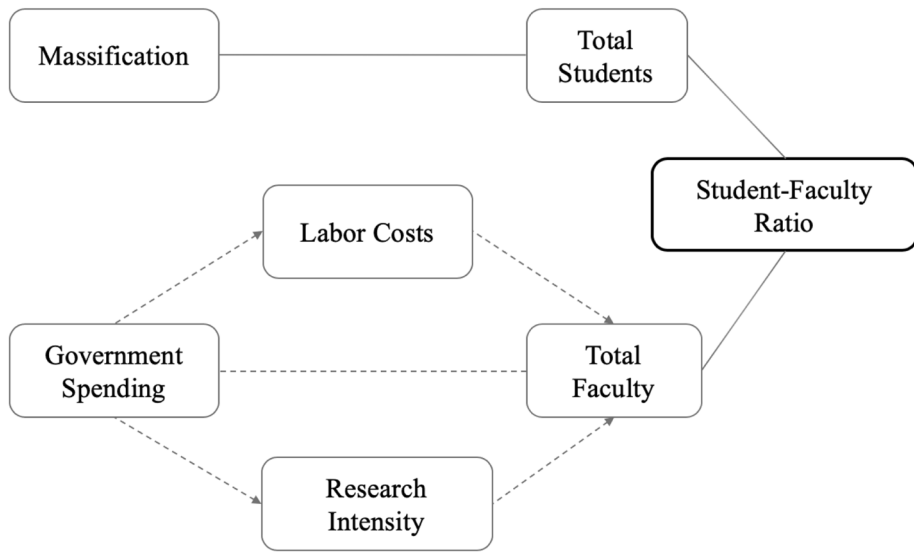 Massification
Total
Students
Student-Faculty
Ratio
Labor Costs
Government
Spending
Total
Faculty
Research
Intensity